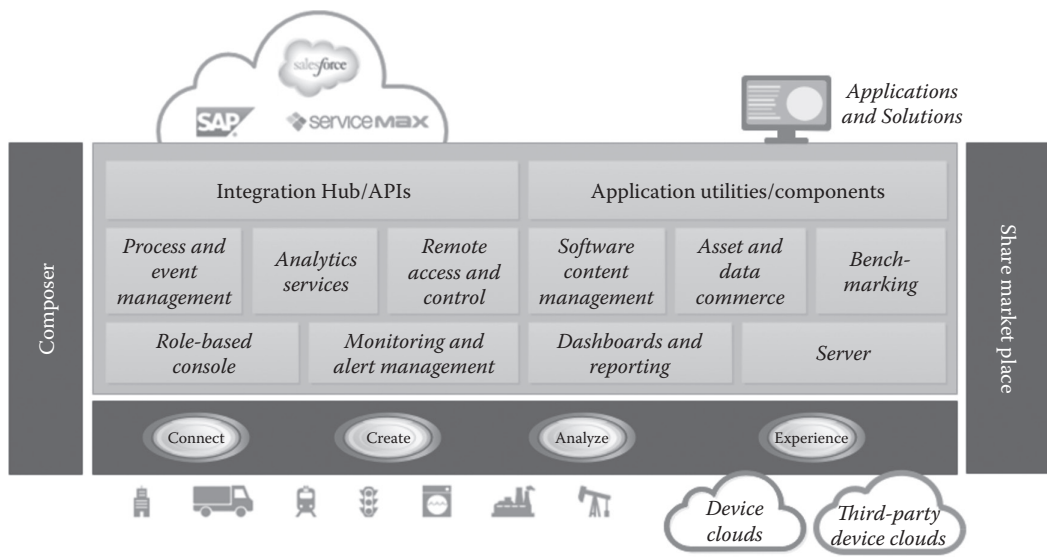 salesforce
SAP
servicemax
Applications
and Solutions
Composer
Integration Hub/APIs
Application utilities/components
Process and
event
management
Analytics
services
Remote
access and
control
Software
content
management
Asset and
data
commerce
Bench-
marking
Role-based
console
Monitoring and
alert management
Dashboards and
reporting
Server
Share market place
Connect
Create
Analyze
Experience
Device
clouds
Third-party
device clouds